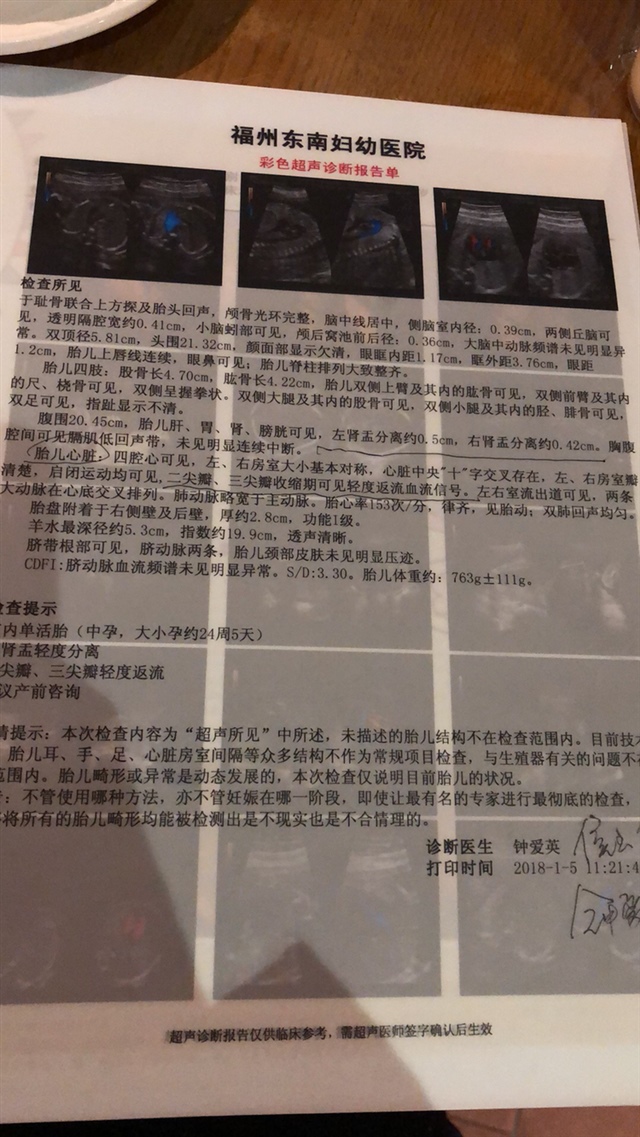 福州东南妇幼医院
彩色超声诊断报告单
检查所见
于耻骨联合上方探及胎头回声，颅骨光环完整，脑中线居中，侧脑室内径：0.39cm，两侧丘脑可
见，透明隔腔宽约0.41cm，小脑蚓部可见，颅后窝池前后径：0.36cm，大脑中动脉频谱未见明显异
常。双顶径5.81cm，头围21.32cm，颜面部显示欠清，眼眶内距1.17cm，眶外距3.76cm，眼距
1.2cm，胎儿上唇线连续，眼鼻可见；胎儿脊柱排列大致整齐。
胎儿四肢：股骨长4.70cm，肱骨长4.22cm，胎儿双侧上臂及其内的肱骨可见，双侧前臂及其内
的尺、桡骨可见，双侧呈握拳状。双侧大腿及其内的股骨可见，双侧小腿及其内的胫、腓骨可见，
双足可见，指趾显示不清。
腹围20.45cm，胎儿肝、胃、肾、膀胱可见，左肾盂分离约0.5cm，右肾盂分离约0.42cm。胸腹
腔间可见膈肌低回声带，未见明显连续中断。
胎儿心脏：四腔心可见，左、右房室大小基本对称，心脏中央"十"字交叉存在，左、右房室瓣
清楚，启闭运动均可见，二尖瓣、三尖瓣收缩期可见轻度返流血流信号。左右室流出道可见，两条
大动脉在心底交叉排列。肺动脉略宽于主动脉。胎心率153次/分，律齐，见胎动；双肺回声均匀。
胎盘附着于右侧壁及后壁，厚约2.8cm，功能1级。
羊水最深径约5.3cm，指数约19.9cm，透声清晰。
脐带根部可见，脐动脉两条，胎儿颈部皮肤未见明显压迹。
CDFI:脐动脉血流频谱未见明显异常。S/D:3.30。胎儿体重约：763g±111g。
检查提示
内单活胎（中孕，大小孕约24周5天）
肾盂轻度分离
尖瓣、三尖瓣轻度返流
议产前咨询
情提示：本次检查内容为“超声所见”中所述，未描述的胎儿结构不在检查范围内。目前技术
，胎儿耳、手、足、心脏房室间隔等众多结构不作为常规项目检查，与生殖器有关的问题不在
范围内。胎儿畸形或异常是动态发展的，本次检查仅说明目前胎儿的状况。
：不管使用哪种方法，亦不管妊娠在哪一阶段，即使让最有名的专家进行最彻底的检查，
将所有的胎儿畸形均能被检测出是不现实也是不合情理的。
诊断医生 钟爱英
打印时间 2018-1-5 11:21:4
超声诊断报告仅供临床参考，需超声医师签字确认后生效